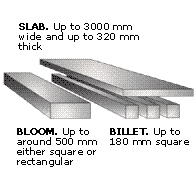 SLAB. Up to 3000 mm
wide and up to 320 mm
thick
BLOOM. Up to
around 500 mm
either square or
rectangular
BILLET. Up to
180 mm square